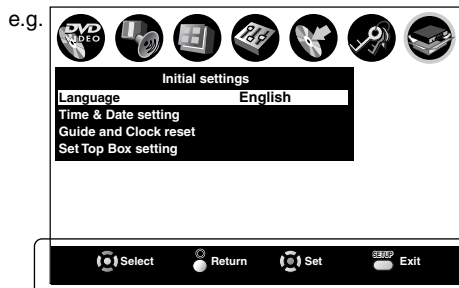 e.g.
DVD
VIDEO
Initial settings
Language English
Time & Date setting
Guide and Clock reset
Set Top Box setting
Select Return Set SETUP Exit